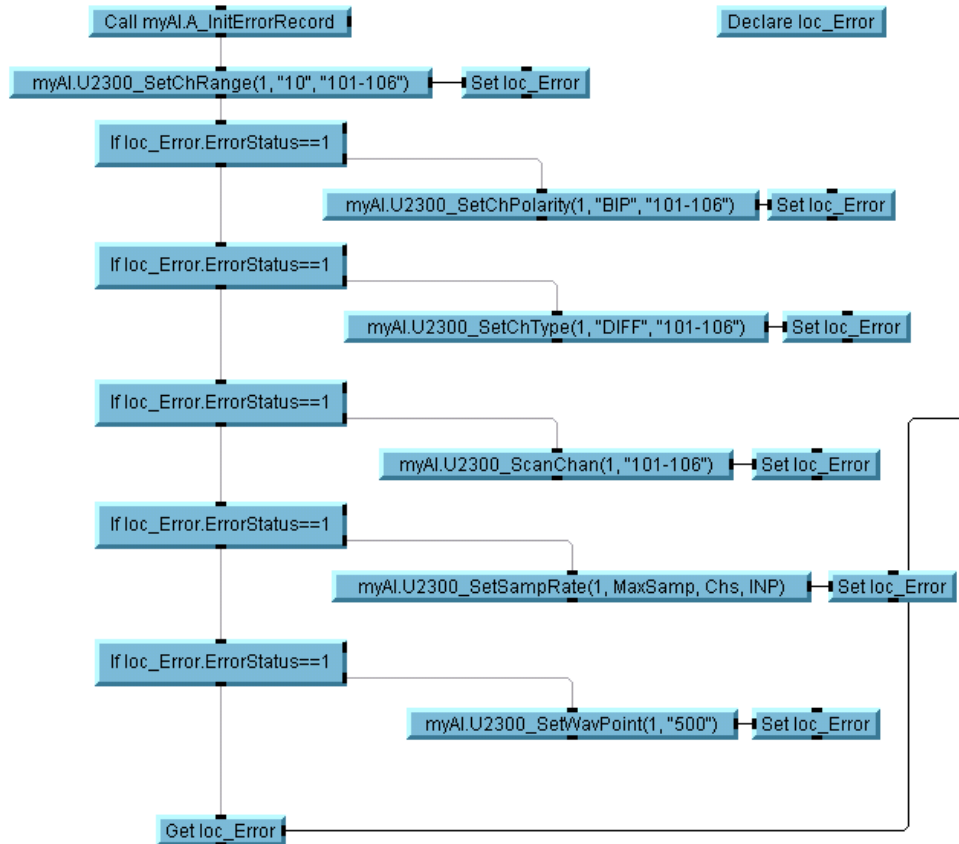 Call myAI.A_InitErrorRecord
Declare loc_Error
myAI.U2300_SetChRange(1, "10", "101-106")
Set loc_Error
If loc_Error.ErrorStatus==1
myAI.U2300_SetChPolarity(1, "BIP", "101-106")
Set loc_Error
If loc_Error.ErrorStatus==1
myAI.U2300_SetChType(1, "DIFF", "101-106")
Set loc_Error
If loc_Error.ErrorStatus==1
myAI.U2300_ScanChan(1, "101-106")
Set loc_Error
If loc_Error.ErrorStatus==1
myAI.U2300_SetSampRate(1, MaxSamp, Chs, INP)
Set loc_Error
If loc_Error.ErrorStatus==1
myAI.U2300_SetWavPoint(1, "500")
Set loc_Error
Get loc_Error